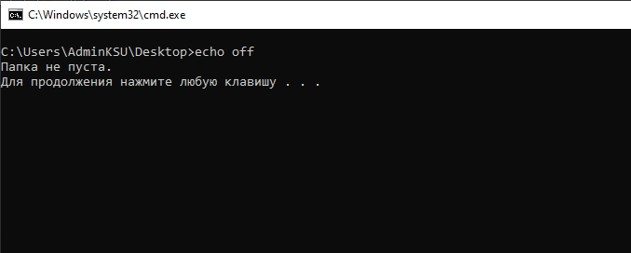 C:\Windows\system32\cmd.exe
C:\Users\AdminKSU\Desktop>echo off
Папка не пуста.
Для продолжения нажмите любую клавишу . . .